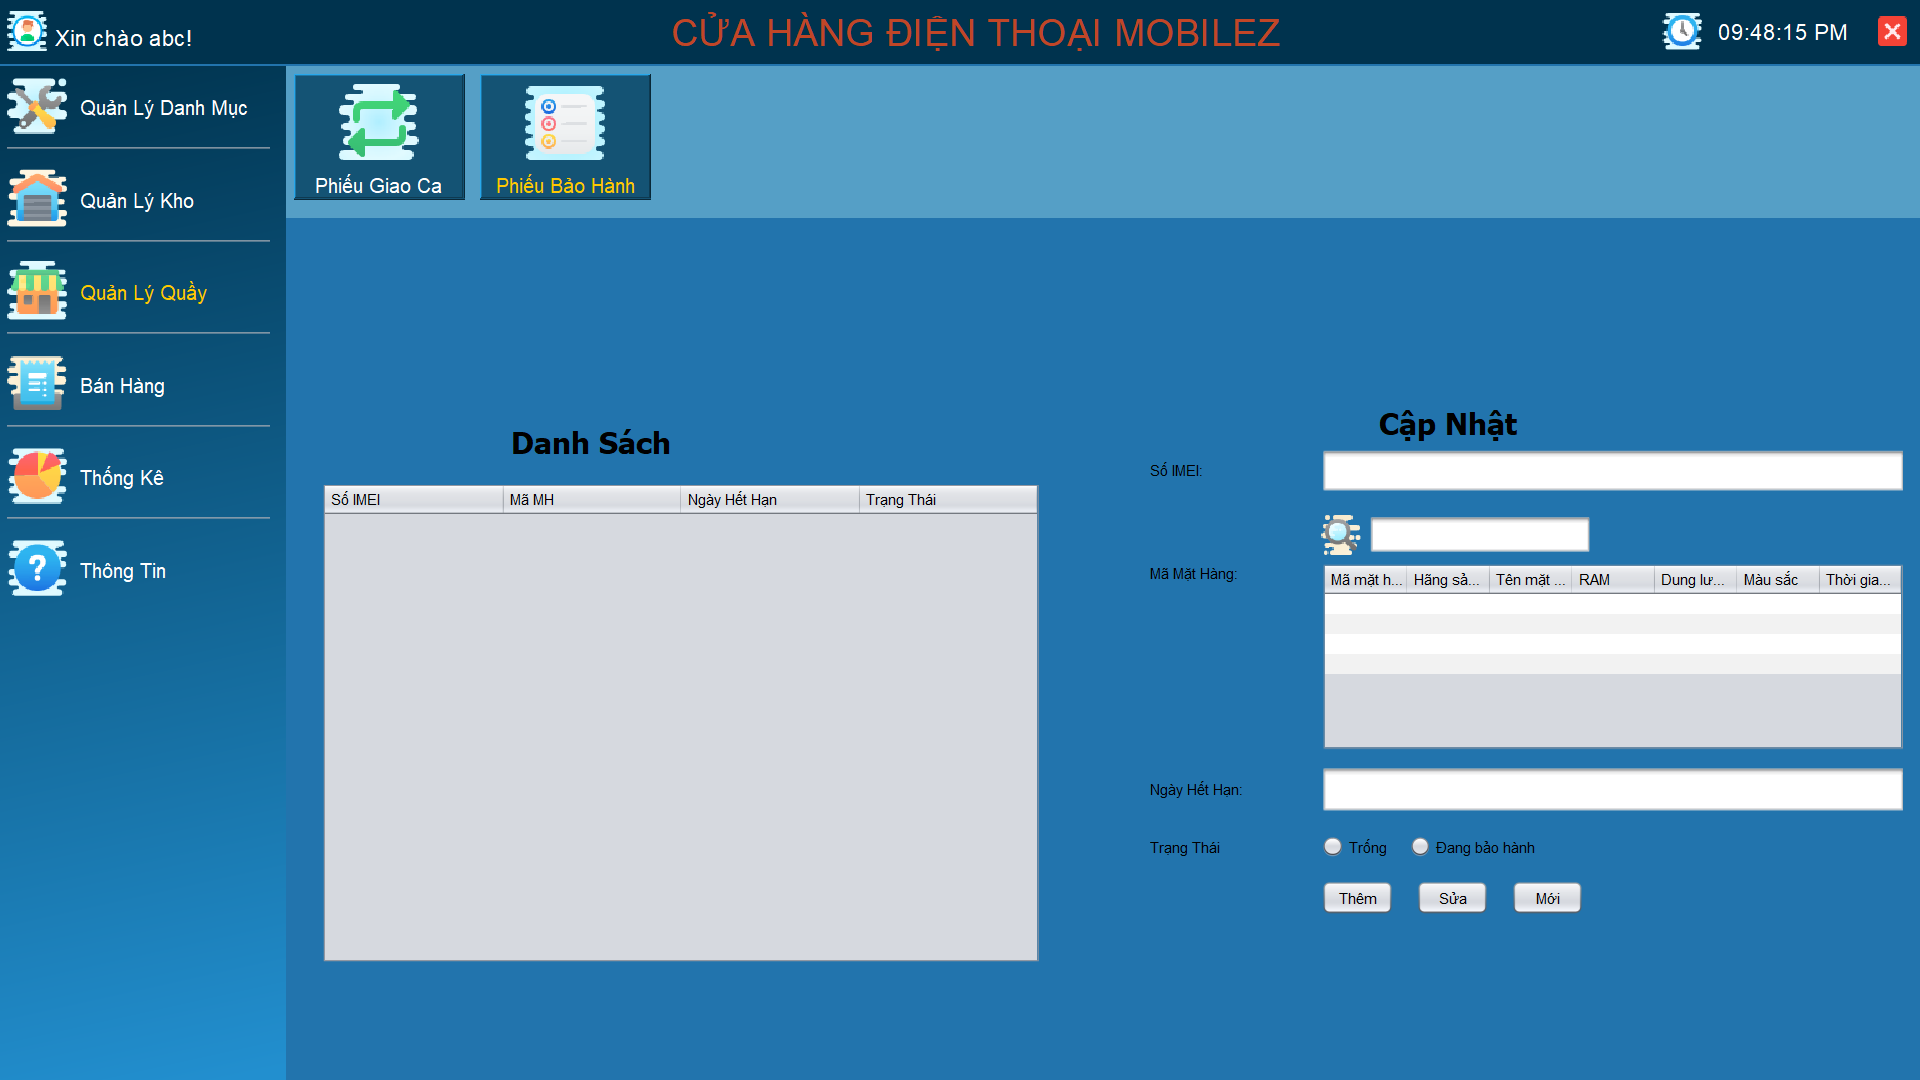 Xin chào abc!
CỬA HÀNG ĐIỆN THOẠI MOBILEZ
09:48:15 PM
Quản Lý Danh Mục
Quản Lý Kho
Quản Lý Quầy
Bán Hàng
Thống Kê
Thông Tin
Phiếu Giao Ca
Phiếu Bảo Hành
Danh Sách
Số IMEI
Mã MH
Ngày Hết Hạn
Trạng Thái
Cập Nhật
Số IMEI:
Mã Mặt Hàng:
Mã mặt h... Hãng sả... Tên mặt ... RAM Dung lư... Màu sắc Thời gia...
Ngày Hết Hạn:
Trạng Thái
Trống
Đang bảo hành
Thêm
Sửa
Mới